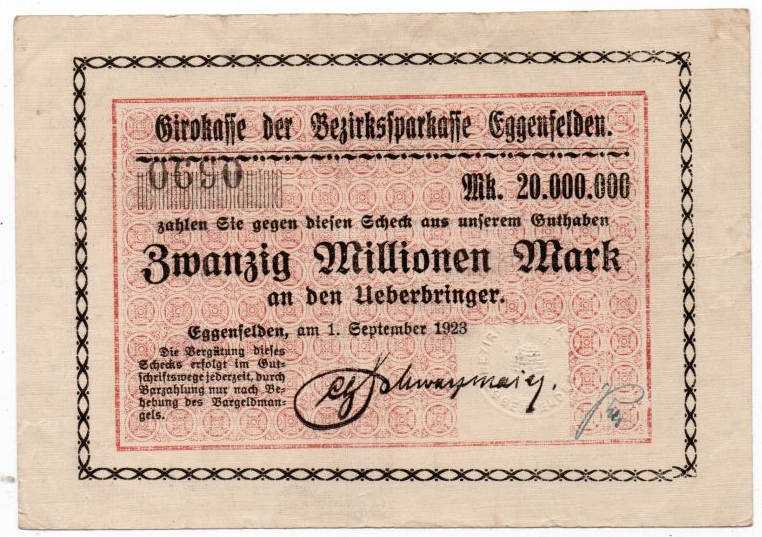 Girokasse der Bezirkssparkasse Eggenfelden.
0690
Mk. 20.000.000
zahlen Sie gegen diesen Scheck aus unserem Guthaben
Zwanzig Millionen Mark
an den Ueberbringer.
Eggenfelden, am 1. September 1923
Die Vergütung dieses
Schecks erfolgt im Gut-
schriftswege jederzeit, durch
Barzahlung nur nach Be-
hebung des Bargeldman-
gels.
Schwarzmaier.